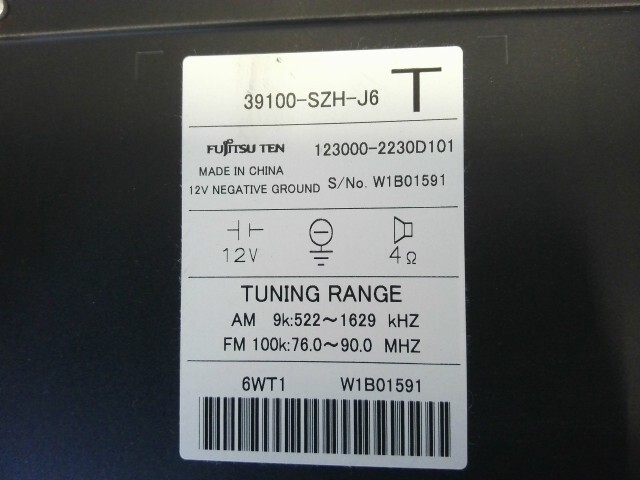 39100-SZH-J6 T
FUJITSU TEN 123000-2230D101
MADE IN CHINA
12V NEGATIVE GROUND S/No. W1B01591
12V 4Ω
TUNING RANGE
AM 9k:522～1629 kHZ
FM 100k:76.0～90.0 MHZ
6WT1 W1B01591